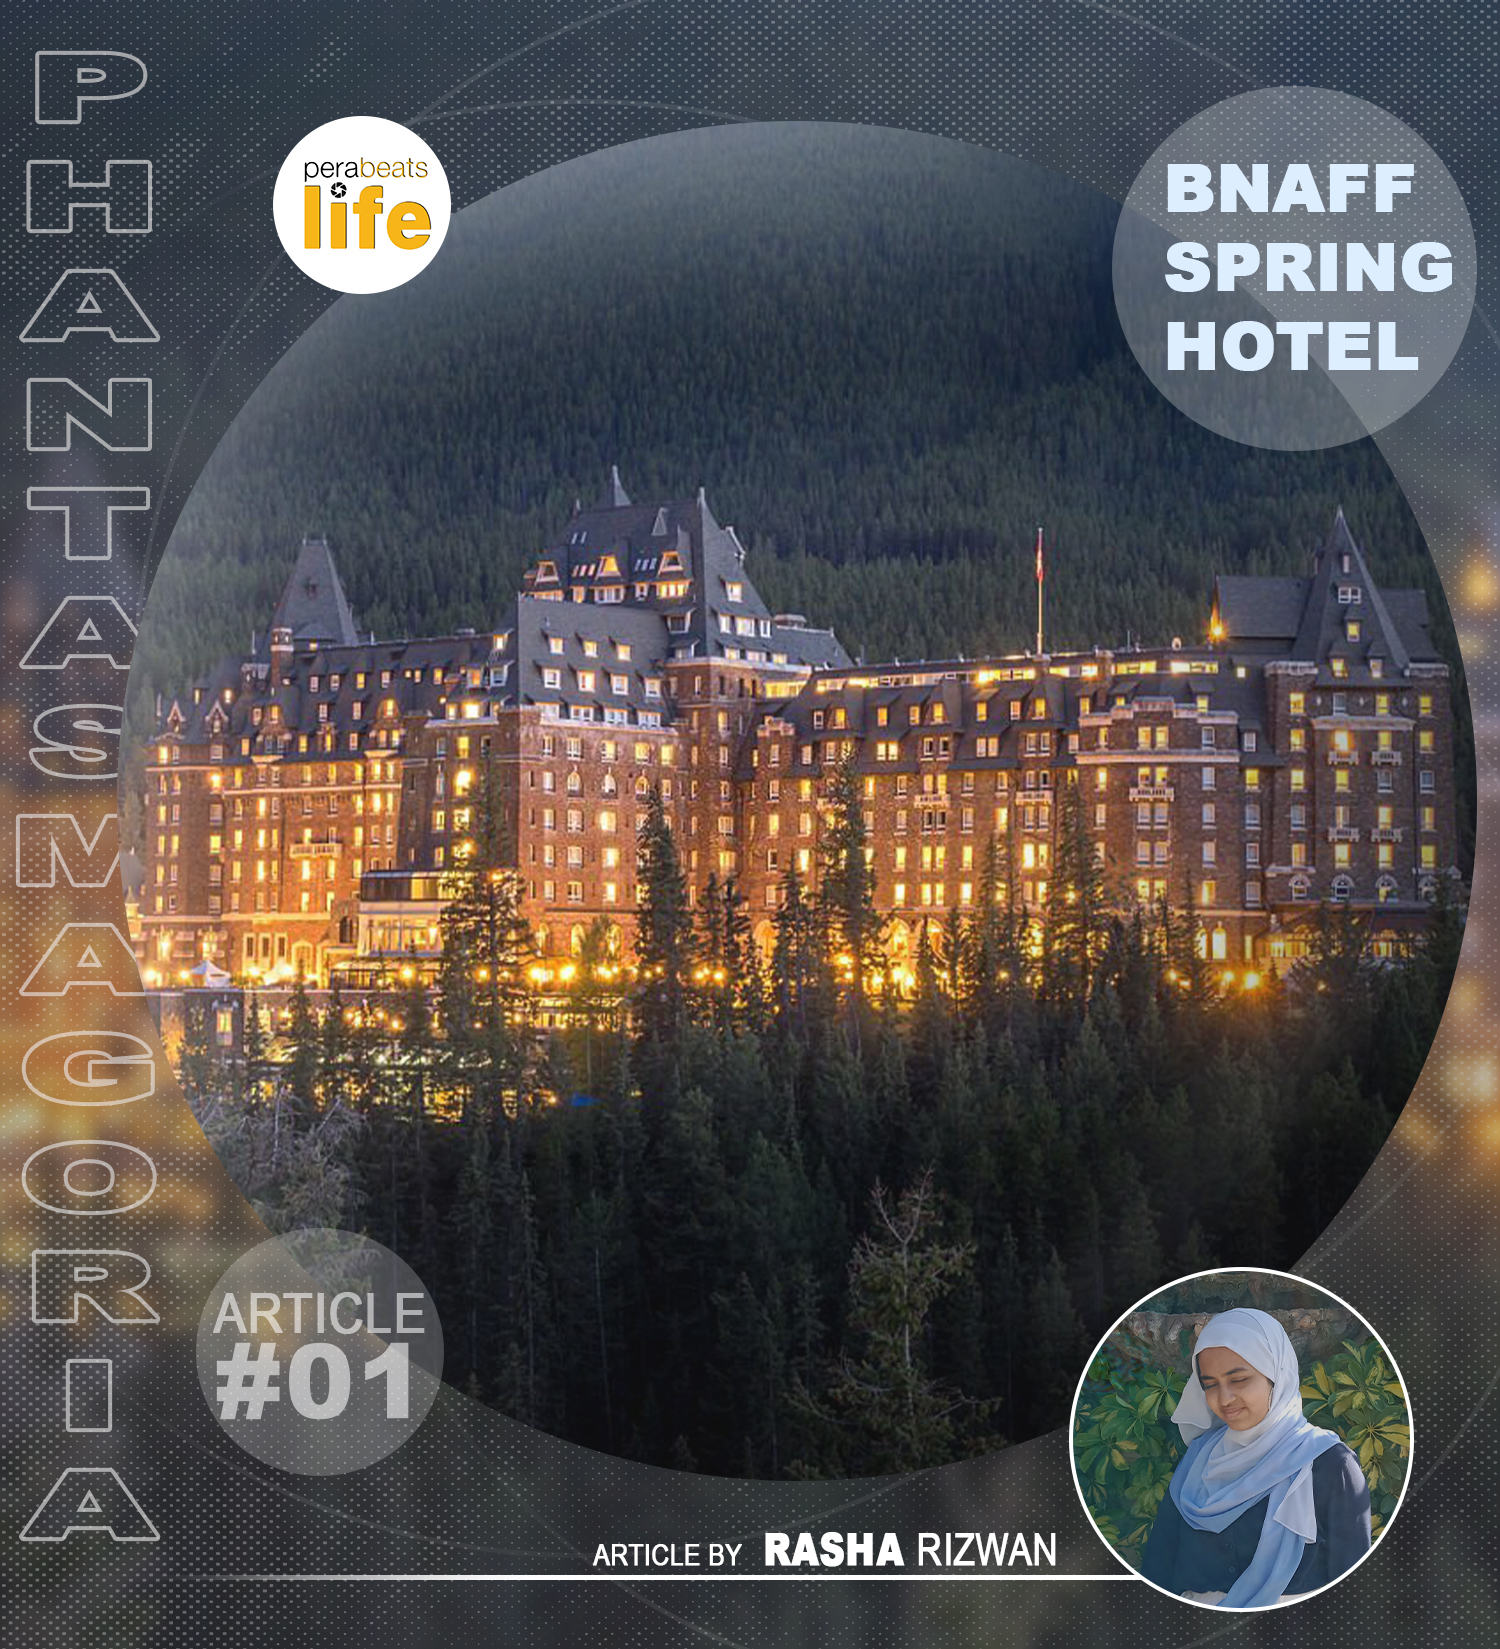 PHANTASMAGORIA
perabeats
life
BNAFF
SPRING
HOTEL
ARTICLE
#01
ARTICLE BY RASHA RIZWAN